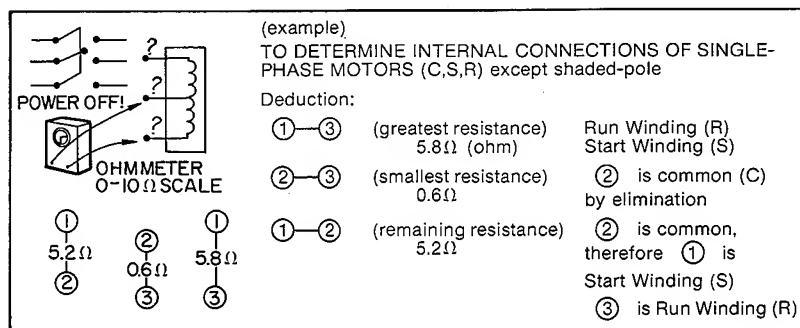 (example)
TO DETERMINE INTERNAL CONNECTIONS OF SINGLE-
PHASE MOTORS (C,S,R) except shaded-pole
?
?
?
POWER OFF!
OHMMETER
0-10Ω SCALE
Deduction:
①—③ (greatest resistance) Run Winding (R)
5.8Ω (ohm) Start Winding (S)
②—③ (smallest resistance) ② is common (C)
0.6Ω by elimination
①—② (remaining resistance) ② is common,
5.2Ω therefore ① is
Start Winding (S)
③ is Run Winding (R)
①
5.2Ω
②
②
0.6Ω
③
①
5.8Ω
③